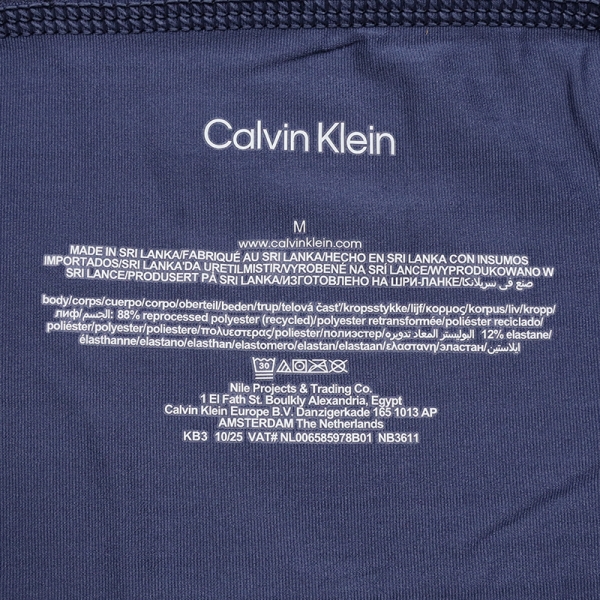 Calvin Klein
M
www.calvinklein.com
MADE IN SRI LANKA/FABRIQUÉ AU SRI LANKA/HECHO EN SRI LANKA CON INSUMOS
IMPORTADOS/SRI LANKA'DA URETILMISTIR/VYROBENÉ NA SRÍ LANCE/WYPRODUKOWANO W
SRI LANCE/PRODUSERT PÅ SRI LANKA/ИЗГОТОВЛЕНО НА ШРИ-ЛАНКЕ/صنع في سريلانكا
body/corps/cuerpo/corpo/oberteil/beden/trup/telová časť/kropsstykke/lijf/κορμος/korpus/liv/kropp/
лиф/الجسم: 88% reprocessed polyester (recycled)/polyester retransformée/poliéster reciclado/
poliéster/polyester/poliestere/πολυεστερας/poliester/полиэстер/البوليستر المعاد تدويره 12% elastane/
élasthanne/elastano/elasthan/elastomero/elastan/elastaan/ελαστανη/эластан/ايلاستين
30
Nile Projects & Trading Co.
1 El Fath St. Boulkly Alexandria, Egypt
Calvin Klein Europe B.V. Danzigerkade 165 1013 AP
AMSTERDAM The Netherlands
KB3 10/25 VAT# NL006585978B01 NB3611